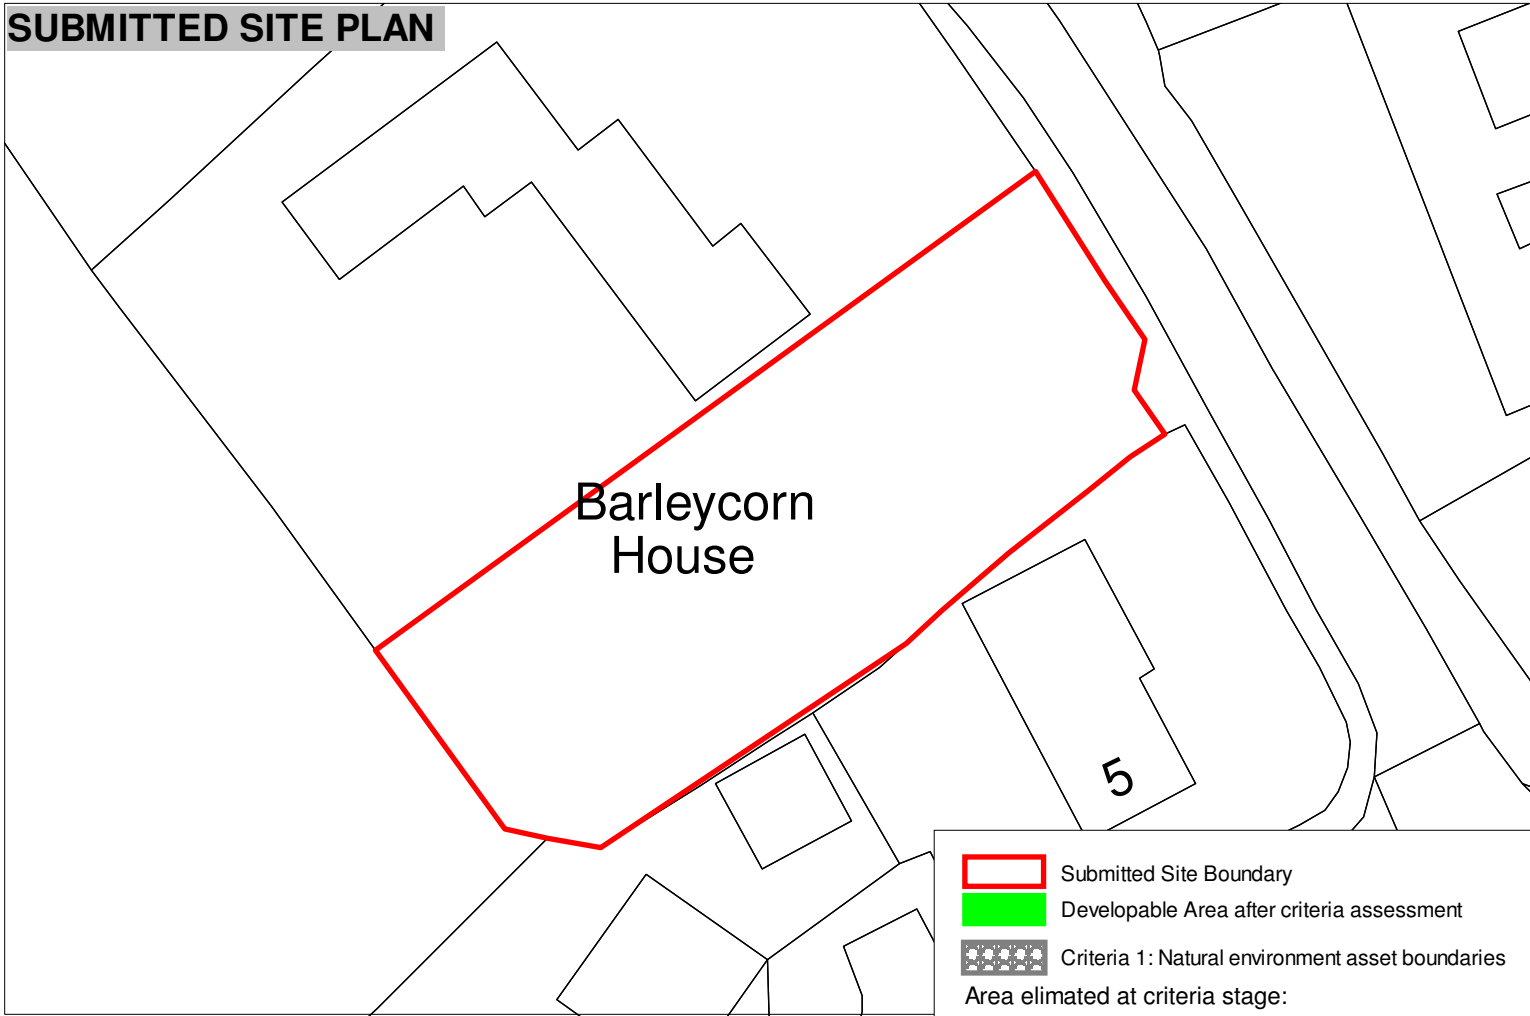 SUBMITTED SITE PLAN
Barleycorn
House
5
Submitted Site Boundary
Developable Area after criteria assessment
Criteria 1: Natural environment asset boundaries
Area elimated at criteria stage: